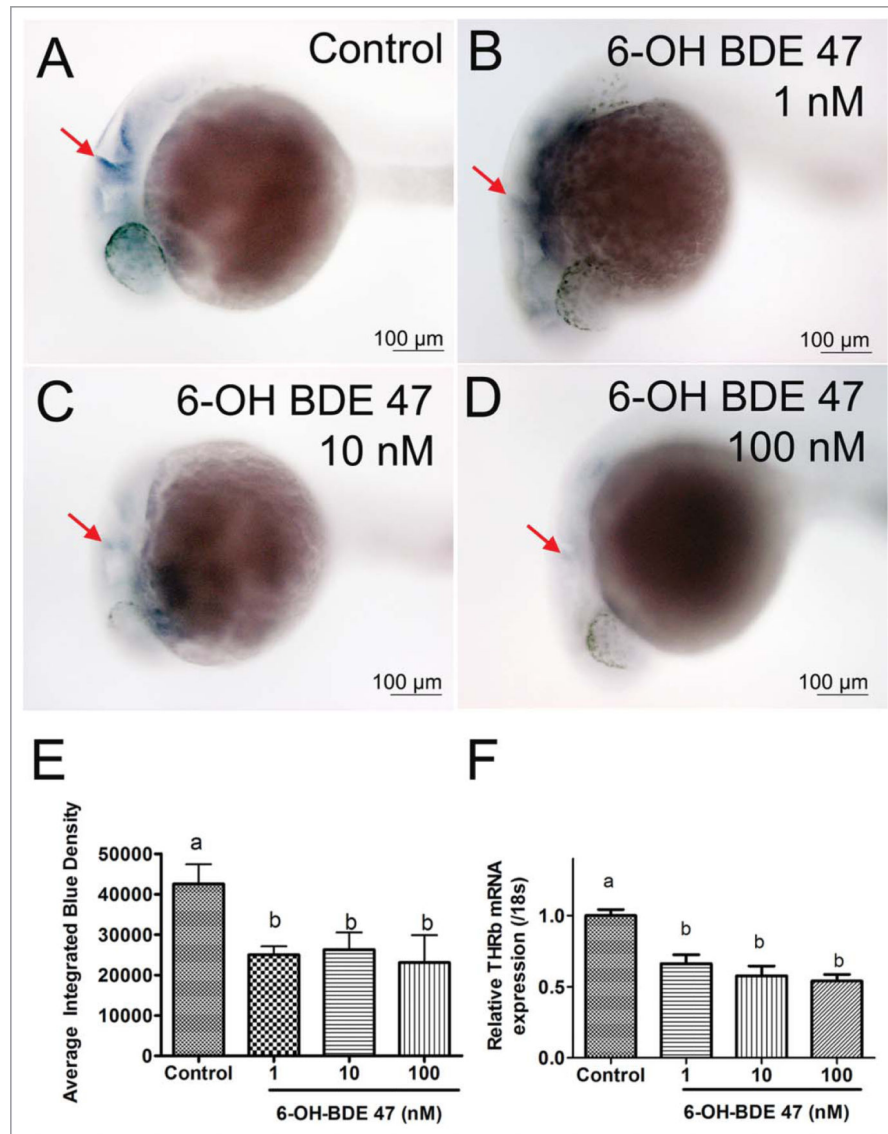 A
Control
100 µm
B
6-OH BDE 47
1 nM
100 µm
C
6-OH BDE 47
10 nM
100 µm
D
6-OH BDE 47
100 nM
100 µm
E
Average Integrated Blue Density
50000
40000
30000
20000
10000
0
a
b
b
b
Control
1
10
100
6-OH-BDE 47 (nM)
F
Relative THRb mRNA
expression (/18s)
1.0
0.5
0.0
a
b
b
b
Control
1
10
100
6-OH-BDE 47 (nM)